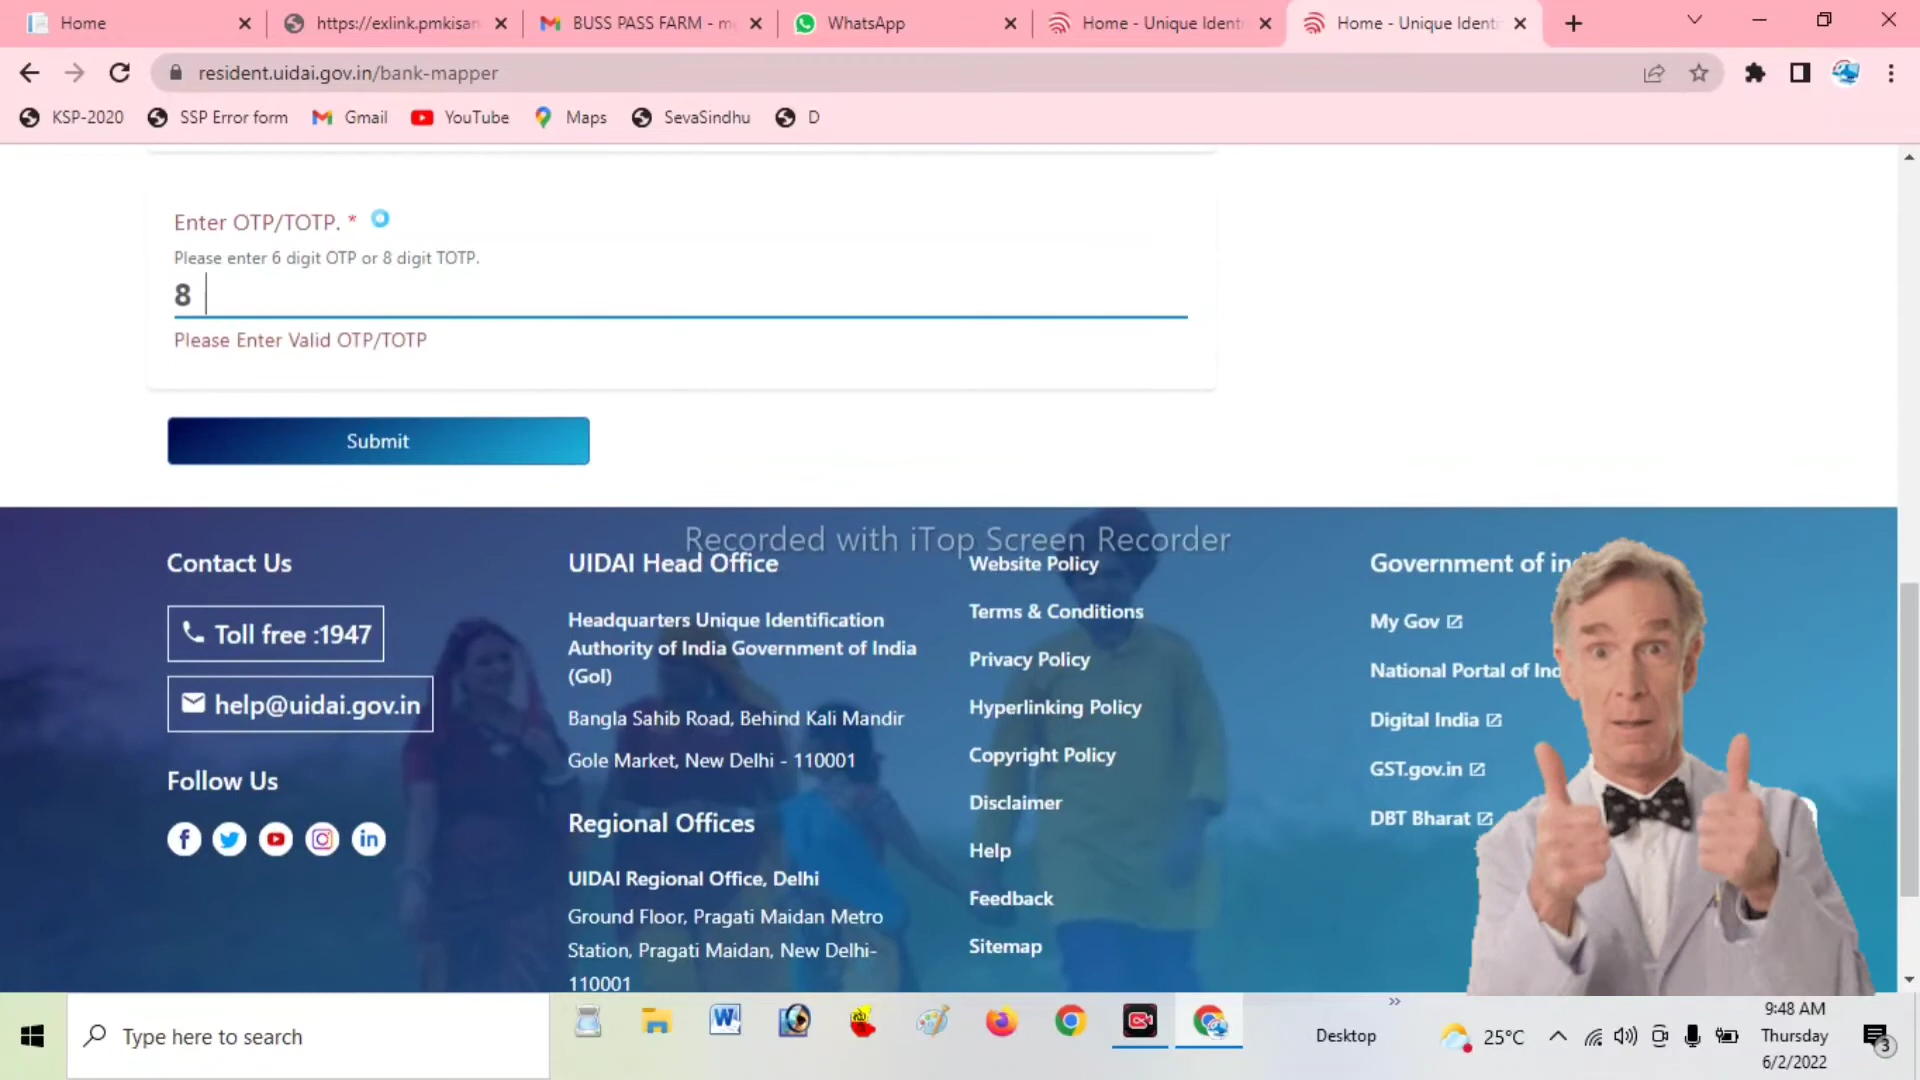 Home
https://exlink.pmkisan
BUSS PASS FARM - m
WhatsApp
Home - Unique Identi
Home - Unique Identi
resident.uidai.gov.in/bank-mapper
KSP-2020
SSP Error form
Gmail
YouTube
Maps
SevaSindhu
D
Enter OTP/TOTP. *
Please enter 6 digit OTP or 8 digit TOTP.
8
Please Enter Valid OTP/TOTP
Submit
Recorded with iTop Screen Recorder
Contact Us
Toll free :1947
help@uidai.gov.in
Follow Us
UIDAI Head Office
Headquarters Unique Identification
Authority of India Government of India
(GoI)
Bangla Sahib Road, Behind Kali Mandir
Gole Market, New Delhi - 110001
Regional Offices
UIDAI Regional Office, Delhi
Ground Floor, Pragati Maidan Metro
Station, Pragati Maidan, New Delhi-
110001
Website Policy
Terms & Conditions
Privacy Policy
Hyperlinking Policy
Copyright Policy
Disclaimer
Help
Feedback
Sitemap
Government of in
My Gov
National Portal of Ind
Digital India
GST.gov.in
DBT Bharat
Type here to search
Desktop
25°C
9:48 AM
Thursday
6/2/2022
3